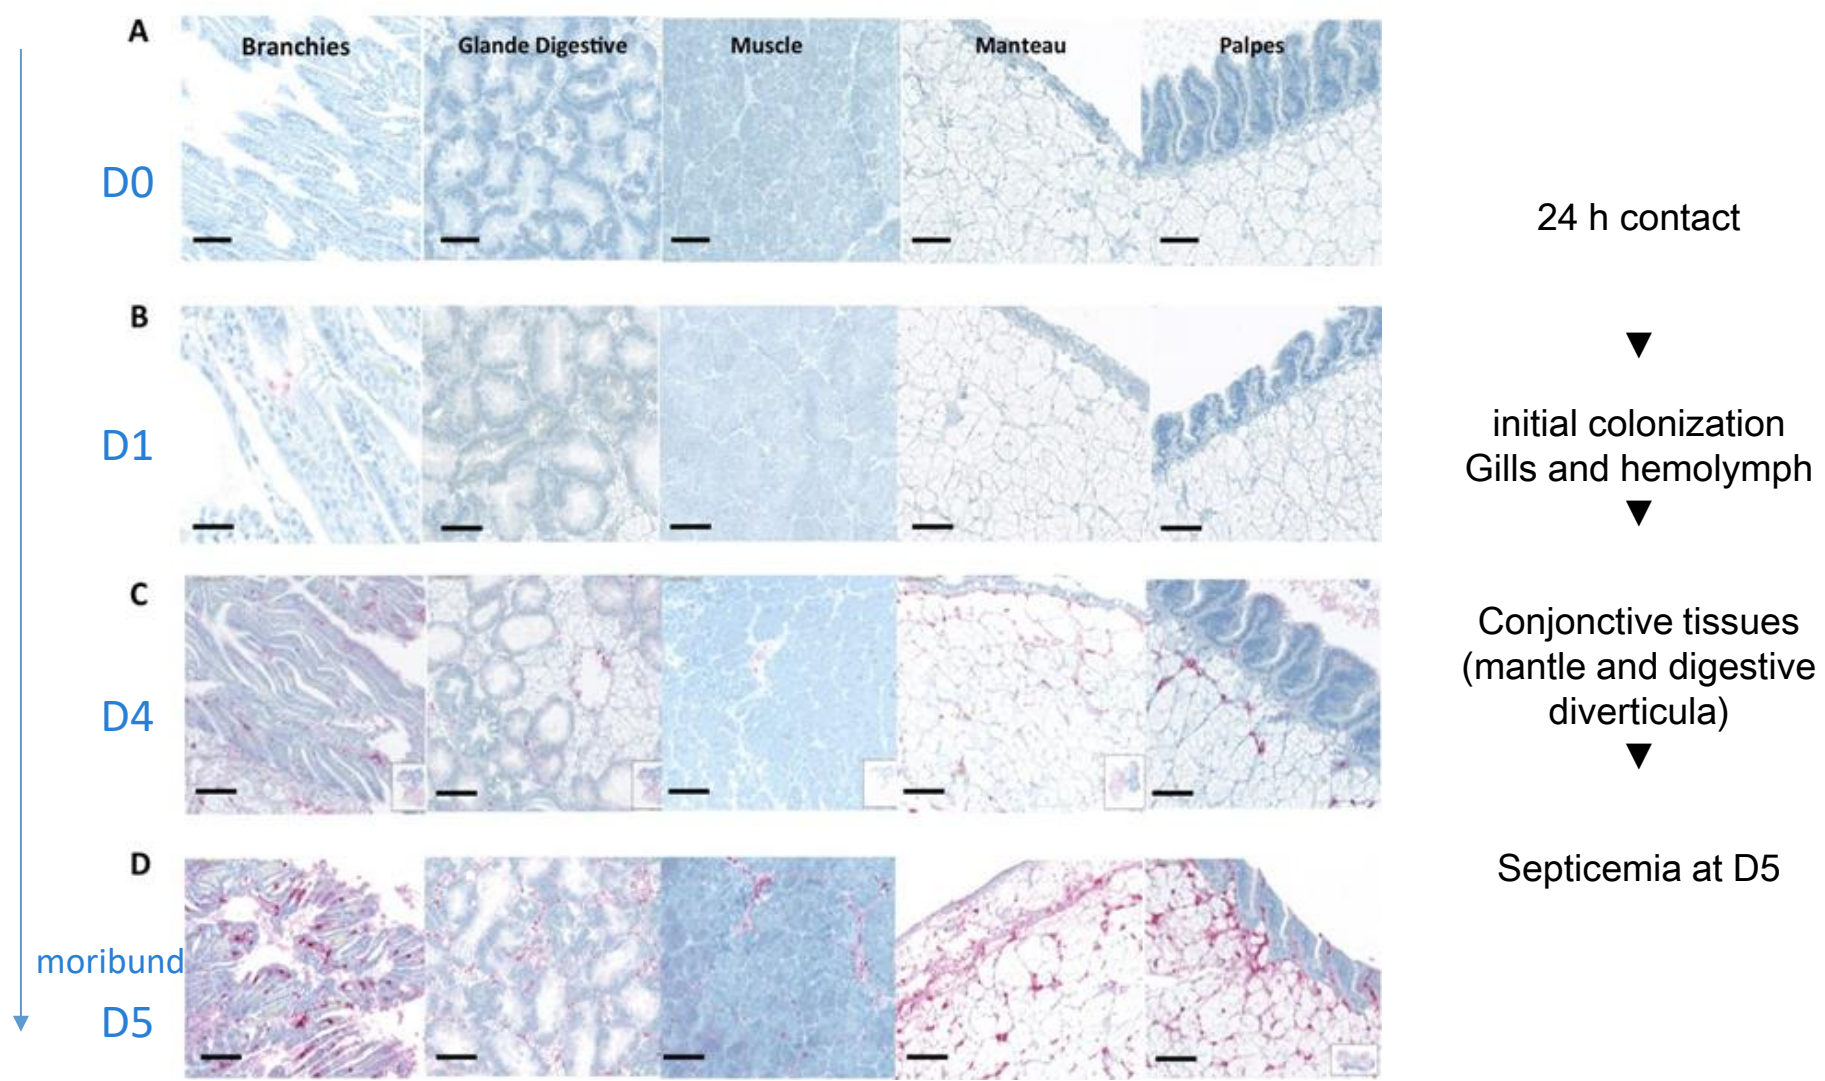 A
Branchies
Glande Digestive
Muscle
Manteau
Palpes
D0
24 h contact
B
▼
D1
initial colonization
Gills and hemolymph
▼
C
D4
Conjonctive tissues
(mantle and digestive
diverticula)
▼
D
Septicemia at D5
moribund
D5